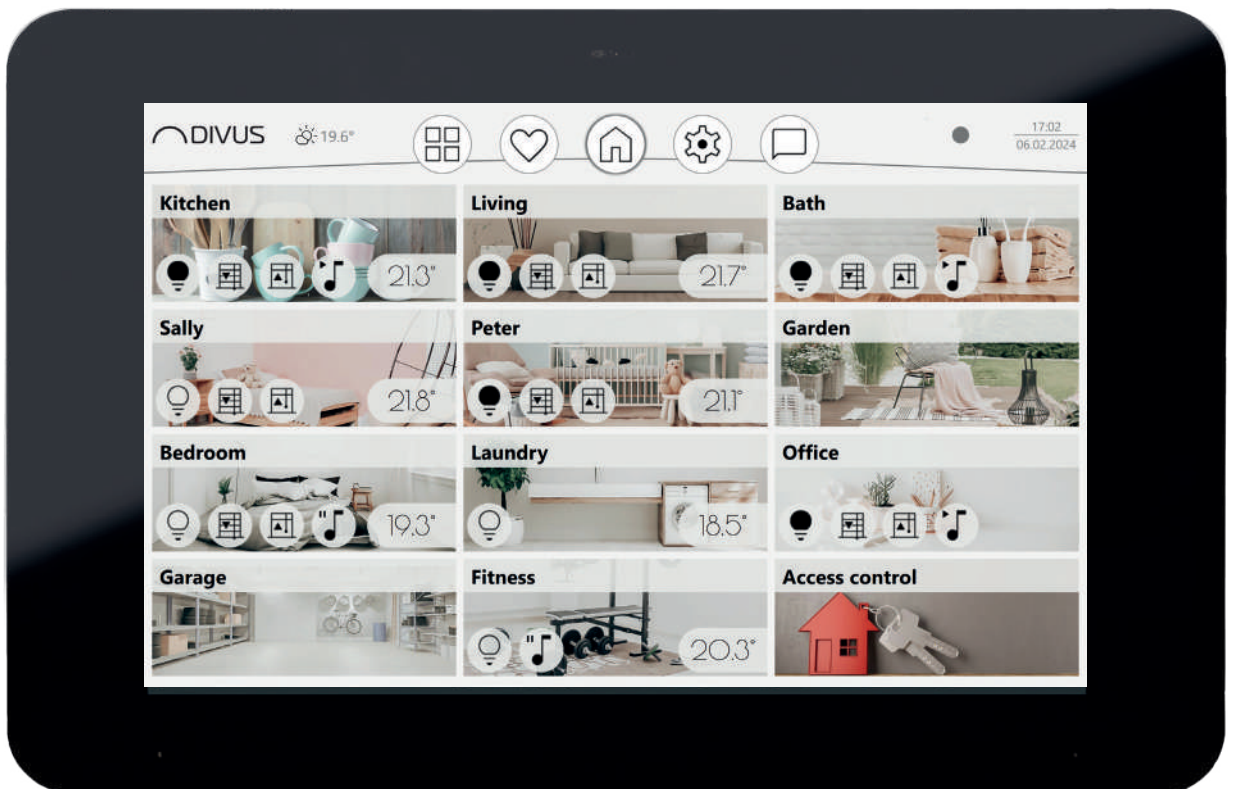 DIVUS 19.6° 17:02
06.02.2024
Kitchen Living Bath
21.3° 21.7°
Sally Peter Garden
21.8° 21.1°
Bedroom Laundry Office
19.3° 18.5°
Garage Fitness Access control
20.3°